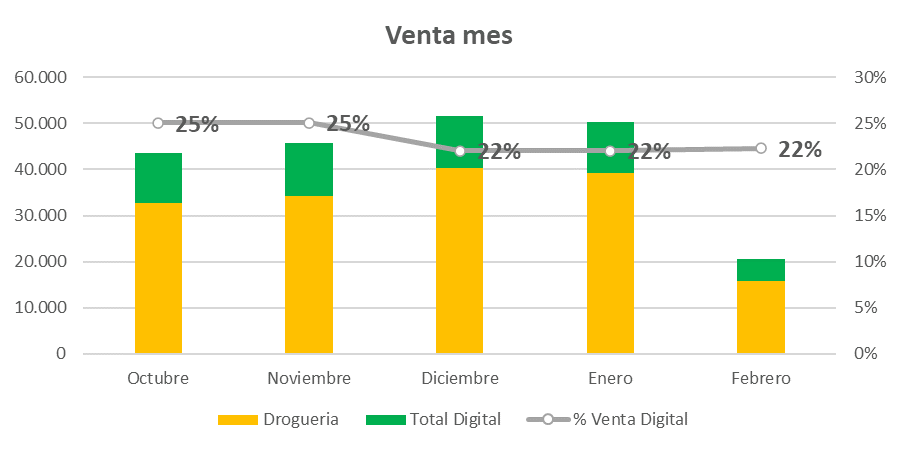 Venta mes
60.000 30%
50.000 25% 25% 25%
22% 22% 22%
40.000 20%
30.000 15%
20.000 10%
10.000 5%
0 0%
Octubre Noviembre Diciembre Enero Febrero
Drogueria Total Digital % Venta Digital